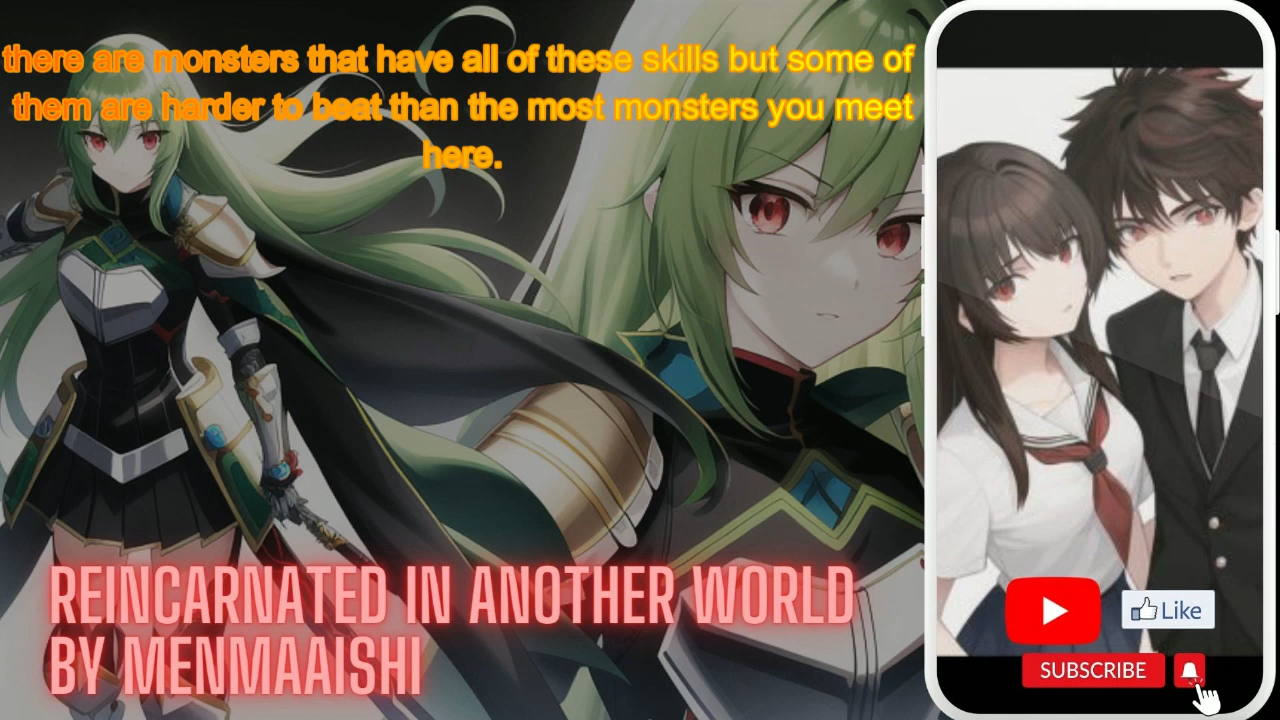 there are monsters that have all of these skills but some of
them are harder to beat than the most monsters you meet
here.
REINCARNATED IN ANOTHER WORLD
BY MENMAAISHI
Like
SUBSCRIBE